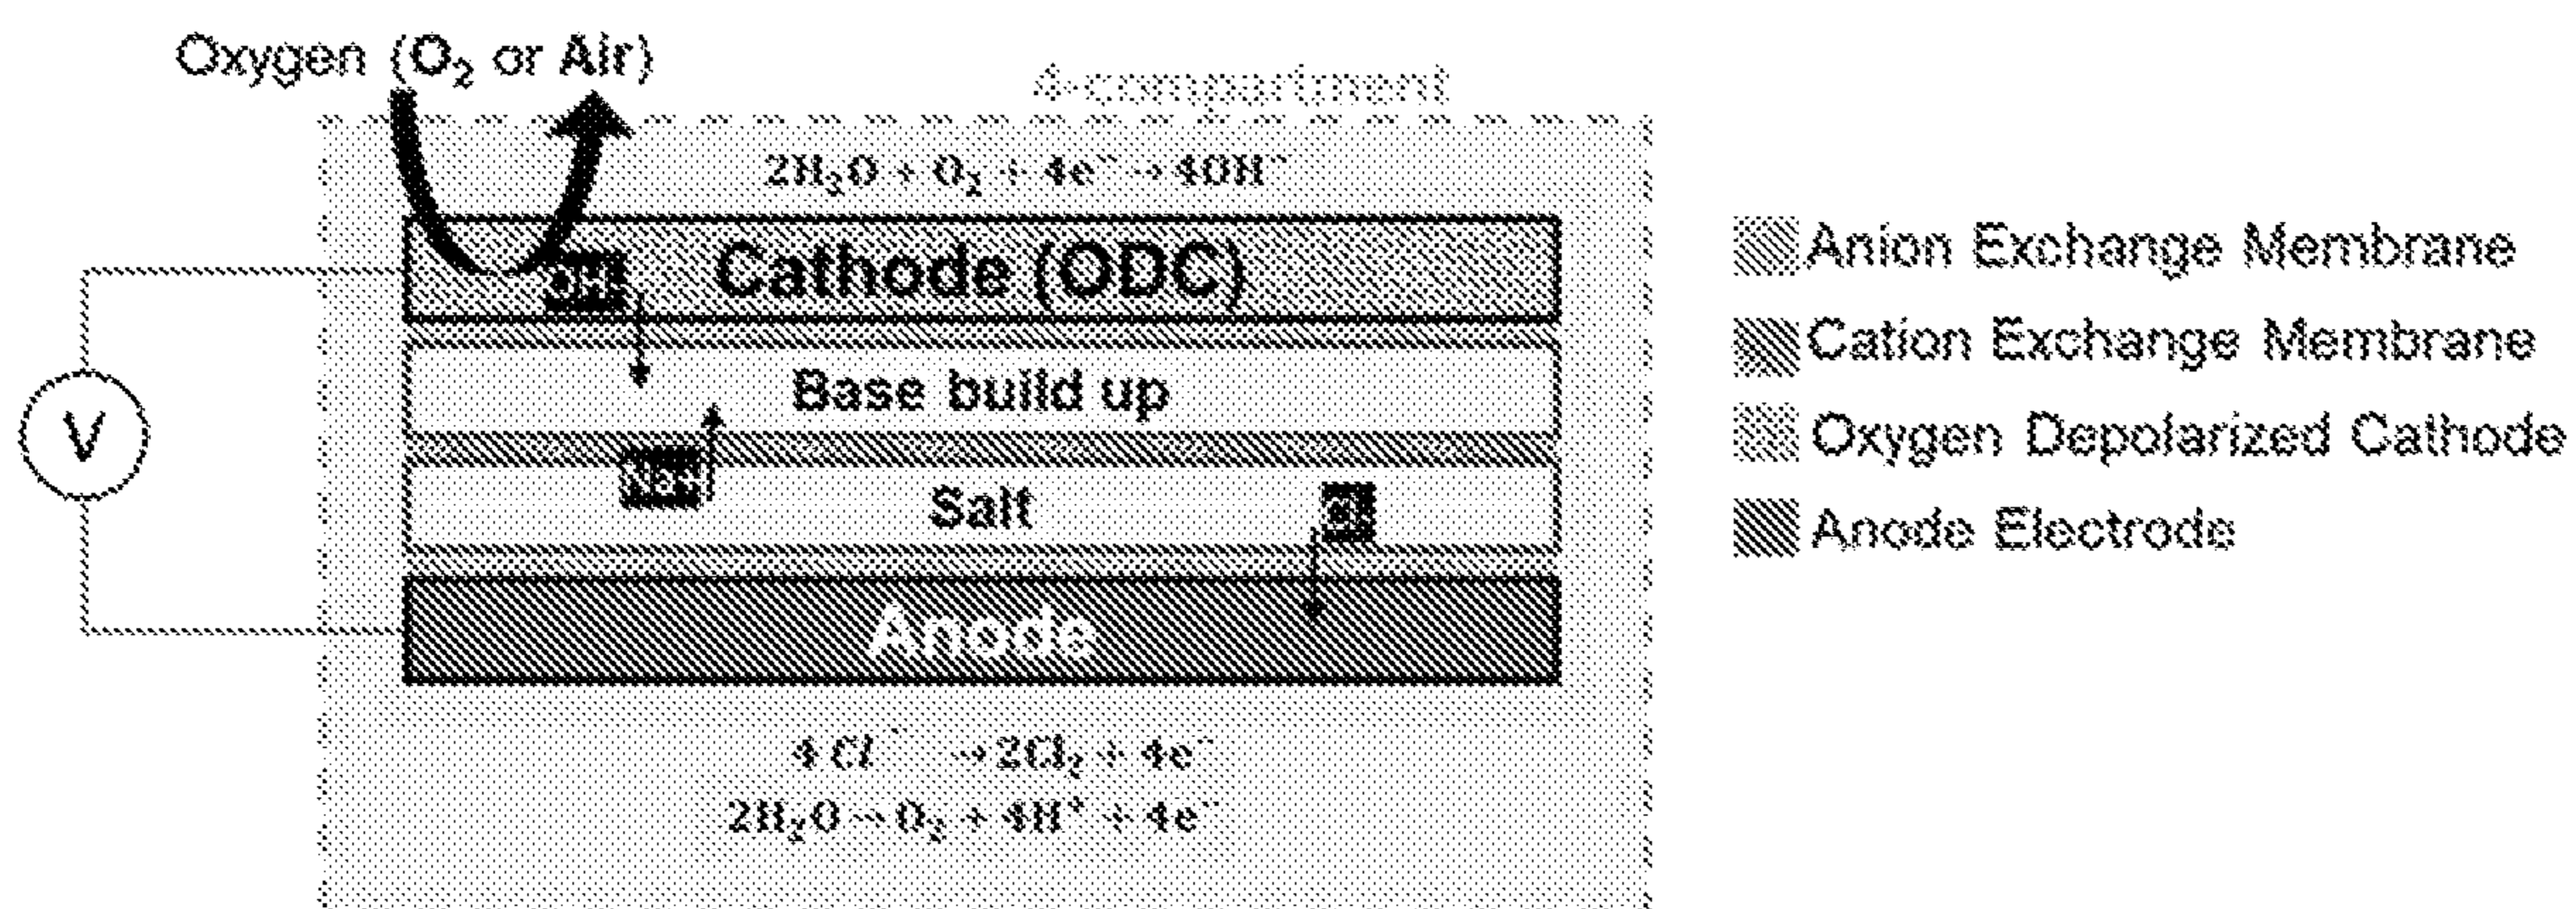 Oxygen (O₂ or Air)
4-compartment
2H₂O + O₂ + 4e⁻ → 4OH⁻
Cathode (ODC)
Base build up
Salt
Anode
4 Cl⁻ → 2Cl₂ + 4e⁻
2H₂O → O₂ + 4H⁺ + 4e⁻
V
Anion Exchange Membrane
Cation Exchange Membrane
Oxygen Depolarized Cathode
Anode Electrode